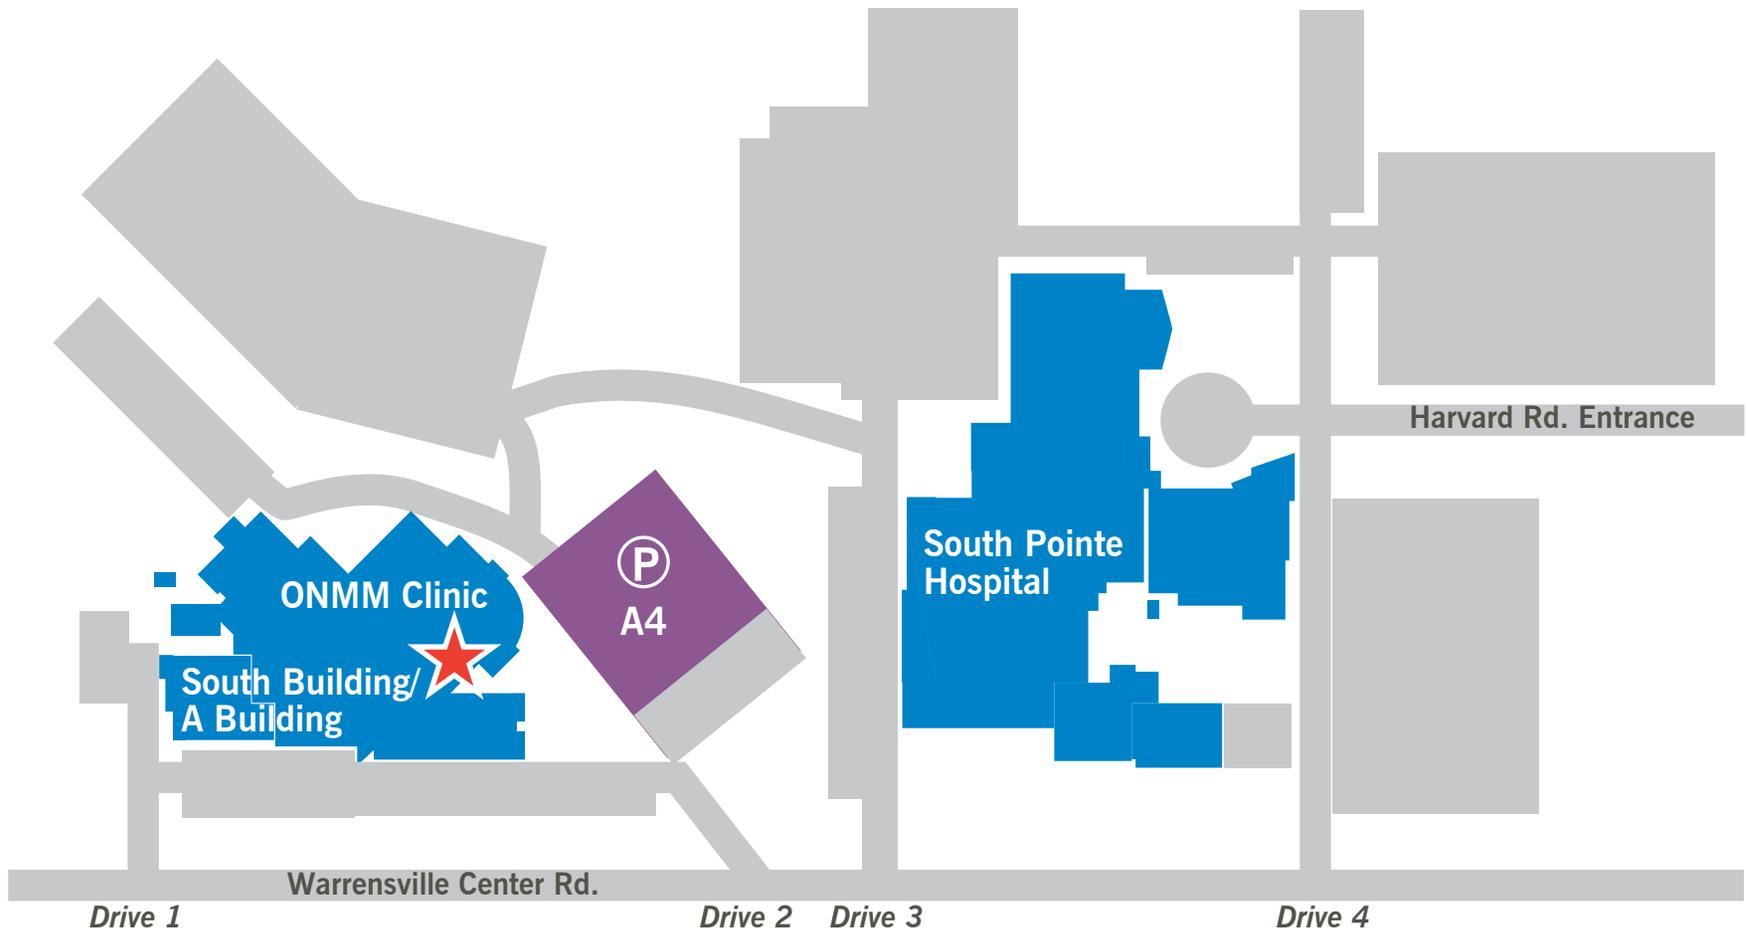 Harvard Rd. Entrance
South Pointe
Hospital
P
A4
ONMM Clinic
South Building/
A Building
Warrensville Center Rd.
Drive 1
Drive 2
Drive 3
Drive 4